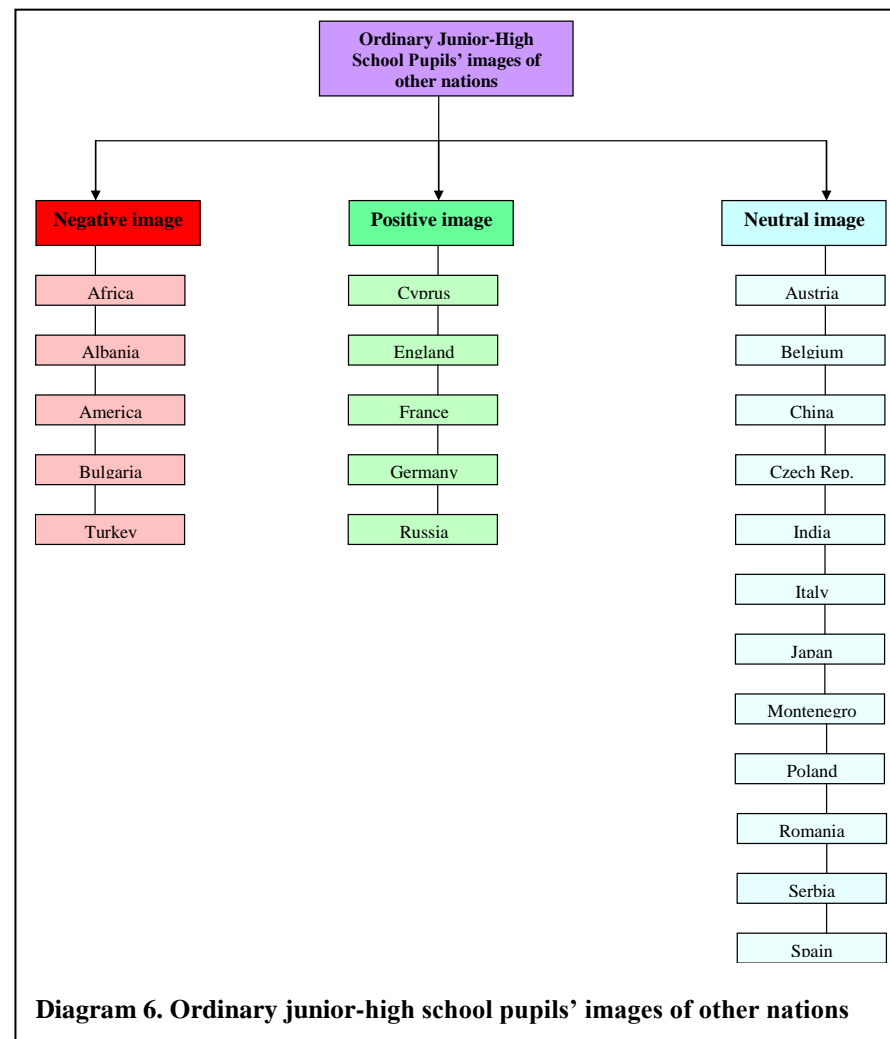 Ordinary Junior-High
School Pupils’ images of
other nations
Negative image
Positive image
Neutral image
Africa
Albania
America
Bulgaria
Turkey
Cyprus
England
France
Germany
Russia
Austria
Belgium
China
Czech Rep.
India
Italy
Japan
Montenegro
Poland
Romania
Serbia
Spain
Diagram 6. Ordinary junior-high school pupils’ images of other nations